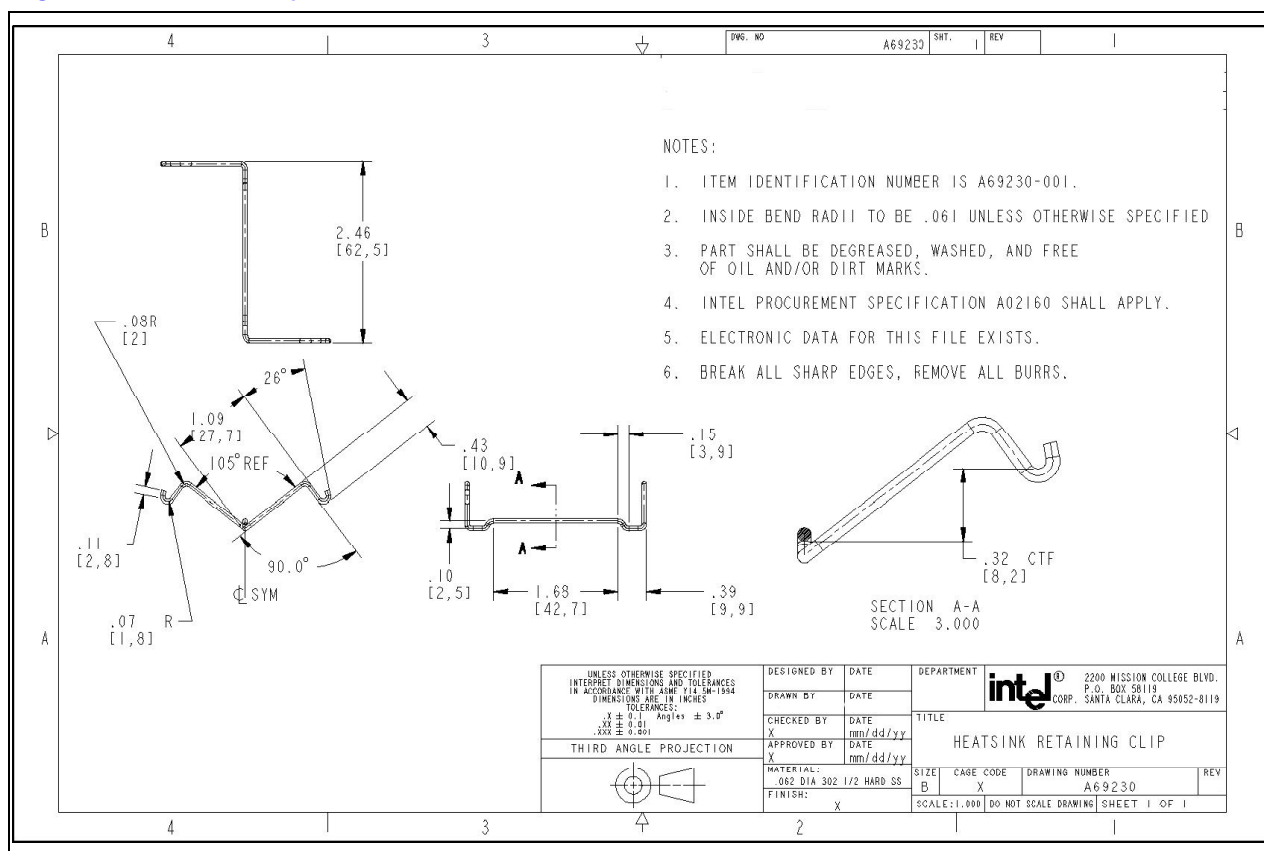 4
3
DWG. NO
A69230
SHT.
1
REV
1
NOTES:
1. ITEM IDENTIFICATION NUMBER IS A69230-001.
2. INSIDE BEND RADII TO BE .061 UNLESS OTHERWISE SPECIFIED
3. PART SHALL BE DEGREASED, WASHED, AND FREE
OF OIL AND/OR DIRT MARKS.
4. INTEL PROCUREMENT SPECIFICATION A02160 SHALL APPLY.
5. ELECTRONIC DATA FOR THIS FILE EXISTS.
6. BREAK ALL SHARP EDGES, REMOVE ALL BURRS.
B
B
2.46
[62,5]
.08R
[2]
26°
1.09
[27,7]
105° REF
.43
[10,9]
.11
[2,8]
90.0°
℄ SYM
.07 R
[1,8]
.15
[3,9]
A
A
.10
[2,5]
1.68
[42,7]
.39
[9,9]
.32 CTF
[8,2]
SECTION A-A
SCALE 3.000
A
A
UNLESS OTHERWISE SPECIFIED
INTERPRET DIMENSIONS AND TOLERANCES
IN ACCORDANCE WITH ASME Y14.5M-1994
DIMENSIONS ARE IN INCHES
TOLERANCES:
.X ± 0.1 Angles ± 3.0°
.XX ± 0.01
.XXX ± 0.001
THIRD ANGLE PROJECTION
DESIGNED BY
DATE
DRAWN BY
DATE
CHECKED BY
DATE
X
mm/dd/yy
APPROVED BY
DATE
X
mm/dd/yy
MATERIAL:
.062 DIA 302 1/2 HARD SS
FINISH:
X
DEPARTMENT
intel®
CORP.
2200 MISSION COLLEGE BLVD.
P.O. BOX 58119
SANTA CLARA, CA 95052-8119
TITLE
HEATSINK RETAINING CLIP
SIZE
B
CAGE CODE
X
DRAWING NUMBER
A69230
REV
SCALE:1.000
DO NOT SCALE DRAWING
SHEET 1 OF 1
4
3
2
1